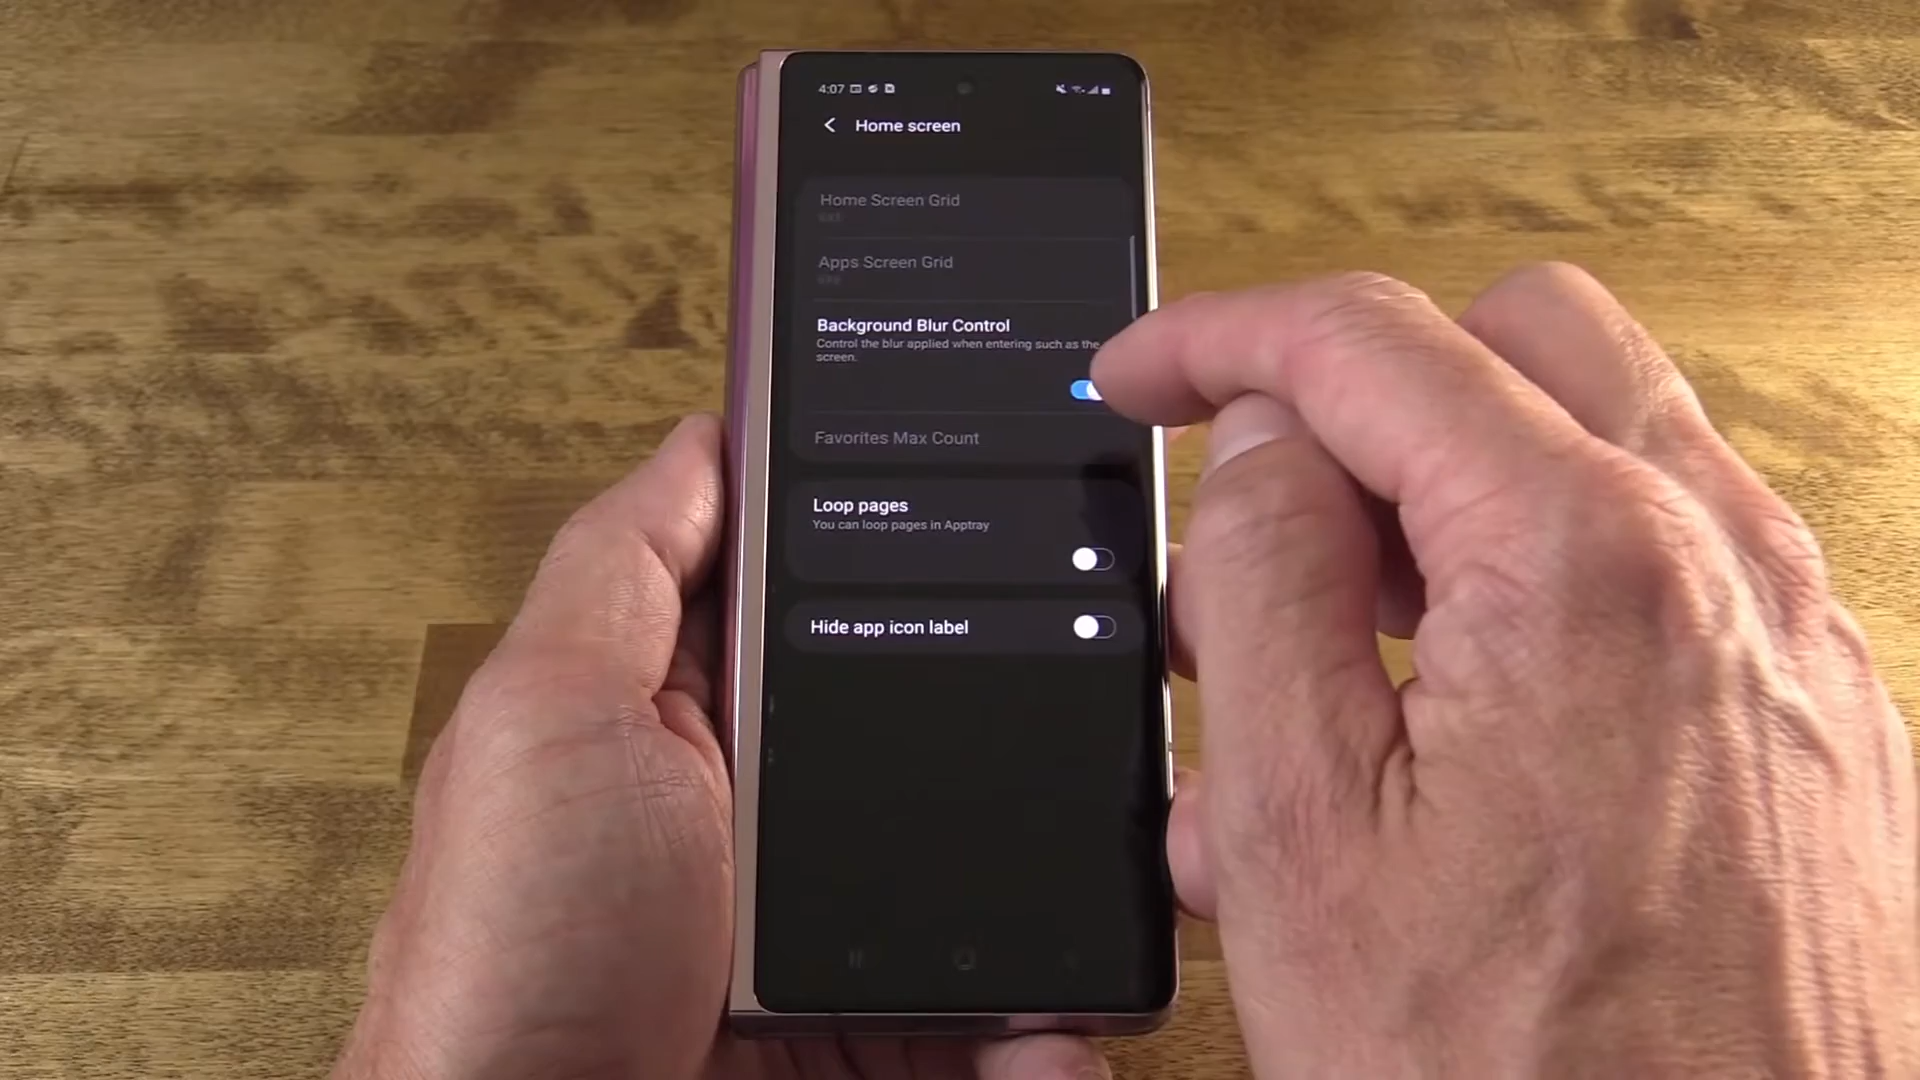 4:07
Home screen
Home Screen Grid
Apps Screen Grid
Background Blur Control
Control the blur applied when entering such as the
screen.
Favorites Max Count
Loop pages
You can loop pages in Apptray
Hide app icon label